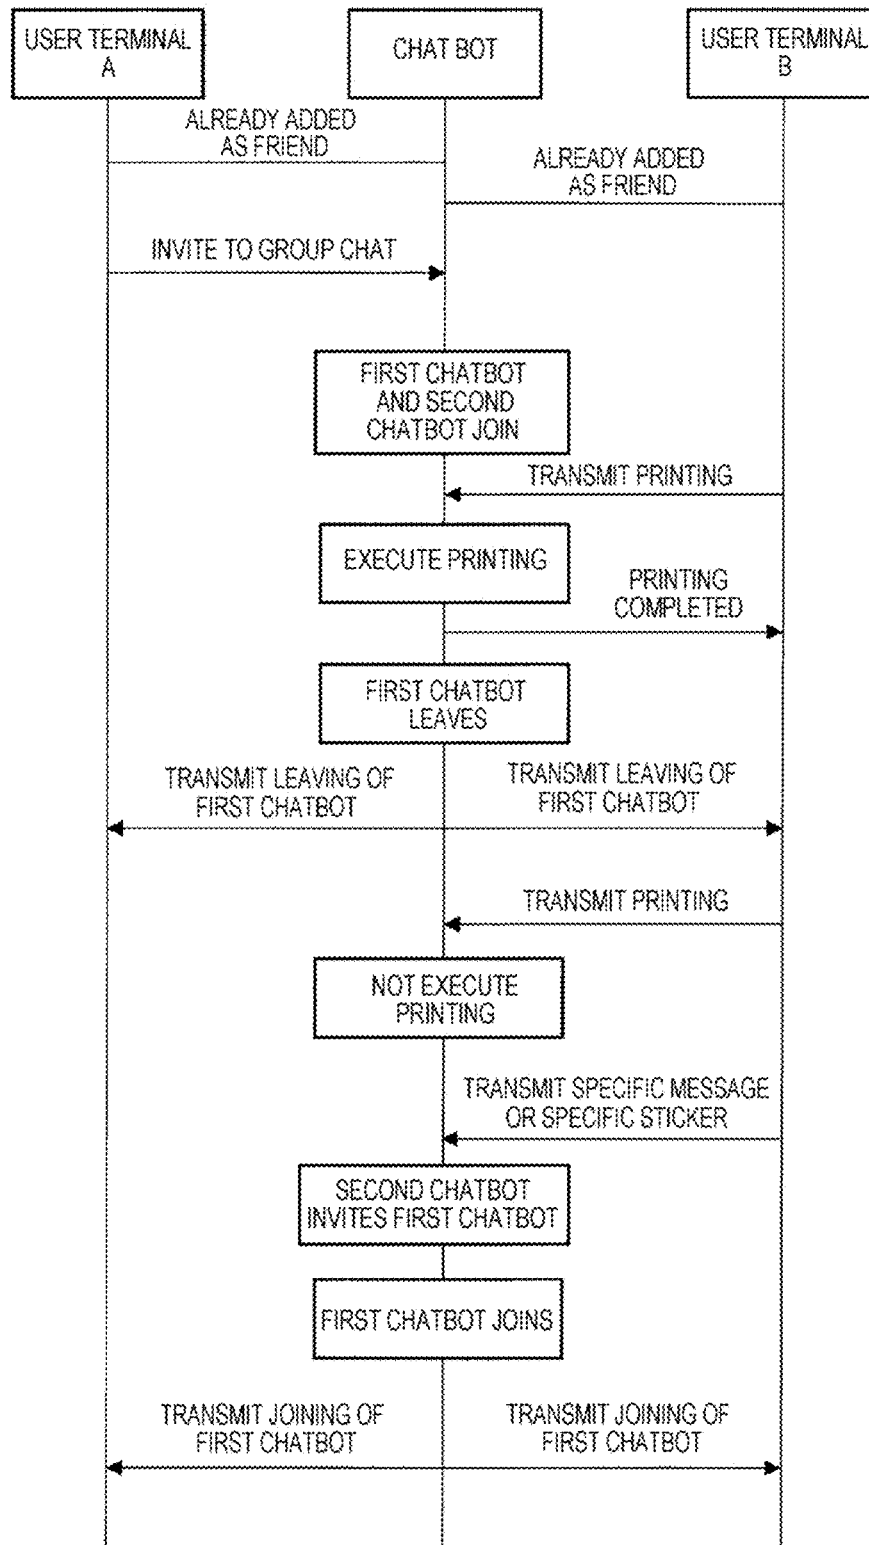 USER TERMINAL
A
CHAT BOT
USER TERMINAL
B
ALREADY ADDED
AS FRIEND
ALREADY ADDED
AS FRIEND
INVITE TO GROUP CHAT
FIRST CHATBOT
AND SECOND
CHATBOT JOIN
TRANSMIT PRINTING
EXECUTE PRINTING
PRINTING
COMPLETED
FIRST CHATBOT
LEAVES
TRANSMIT LEAVING OF
FIRST CHATBOT
TRANSMIT LEAVING OF
FIRST CHATBOT
TRANSMIT PRINTING
NOT EXECUTE
PRINTING
TRANSMIT SPECIFIC MESSAGE
OR SPECIFIC STICKER
SECOND CHATBOT
INVITES FIRST CHATBOT
FIRST CHATBOT JOINS
TRANSMIT JOINING OF
FIRST CHATBOT
TRANSMIT JOINING OF
FIRST CHATBOT